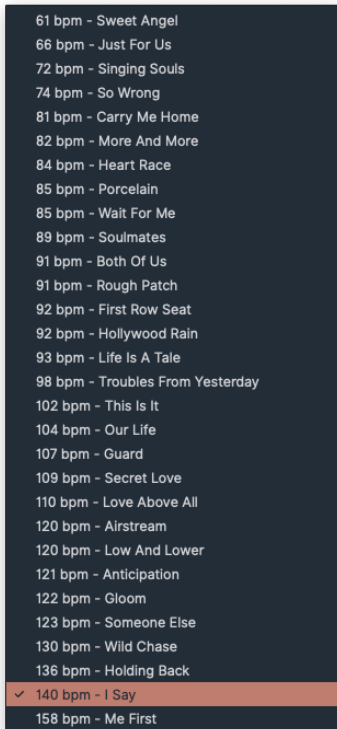 61 bpm - Sweet Angel
66 bpm - Just For Us
72 bpm - Singing Souls
74 bpm - So Wrong
81 bpm - Carry Me Home
82 bpm - More And More
84 bpm - Heart Race
85 bpm - Porcelain
85 bpm - Wait For Me
89 bpm - Soulmates
91 bpm - Both Of Us
91 bpm - Rough Patch
92 bpm - First Row Seat
92 bpm - Hollywood Rain
93 bpm - Life Is A Tale
98 bpm - Troubles From Yesterday
102 bpm - This Is It
104 bpm - Our Life
107 bpm - Guard
109 bpm - Secret Love
110 bpm - Love Above All
120 bpm - Airstream
120 bpm - Low And Lower
121 bpm - Anticipation
122 bpm - Gloom
123 bpm - Someone Else
130 bpm - Wild Chase
136 bpm - Holding Back
✓ 140 bpm - I Say
158 bpm - Me First